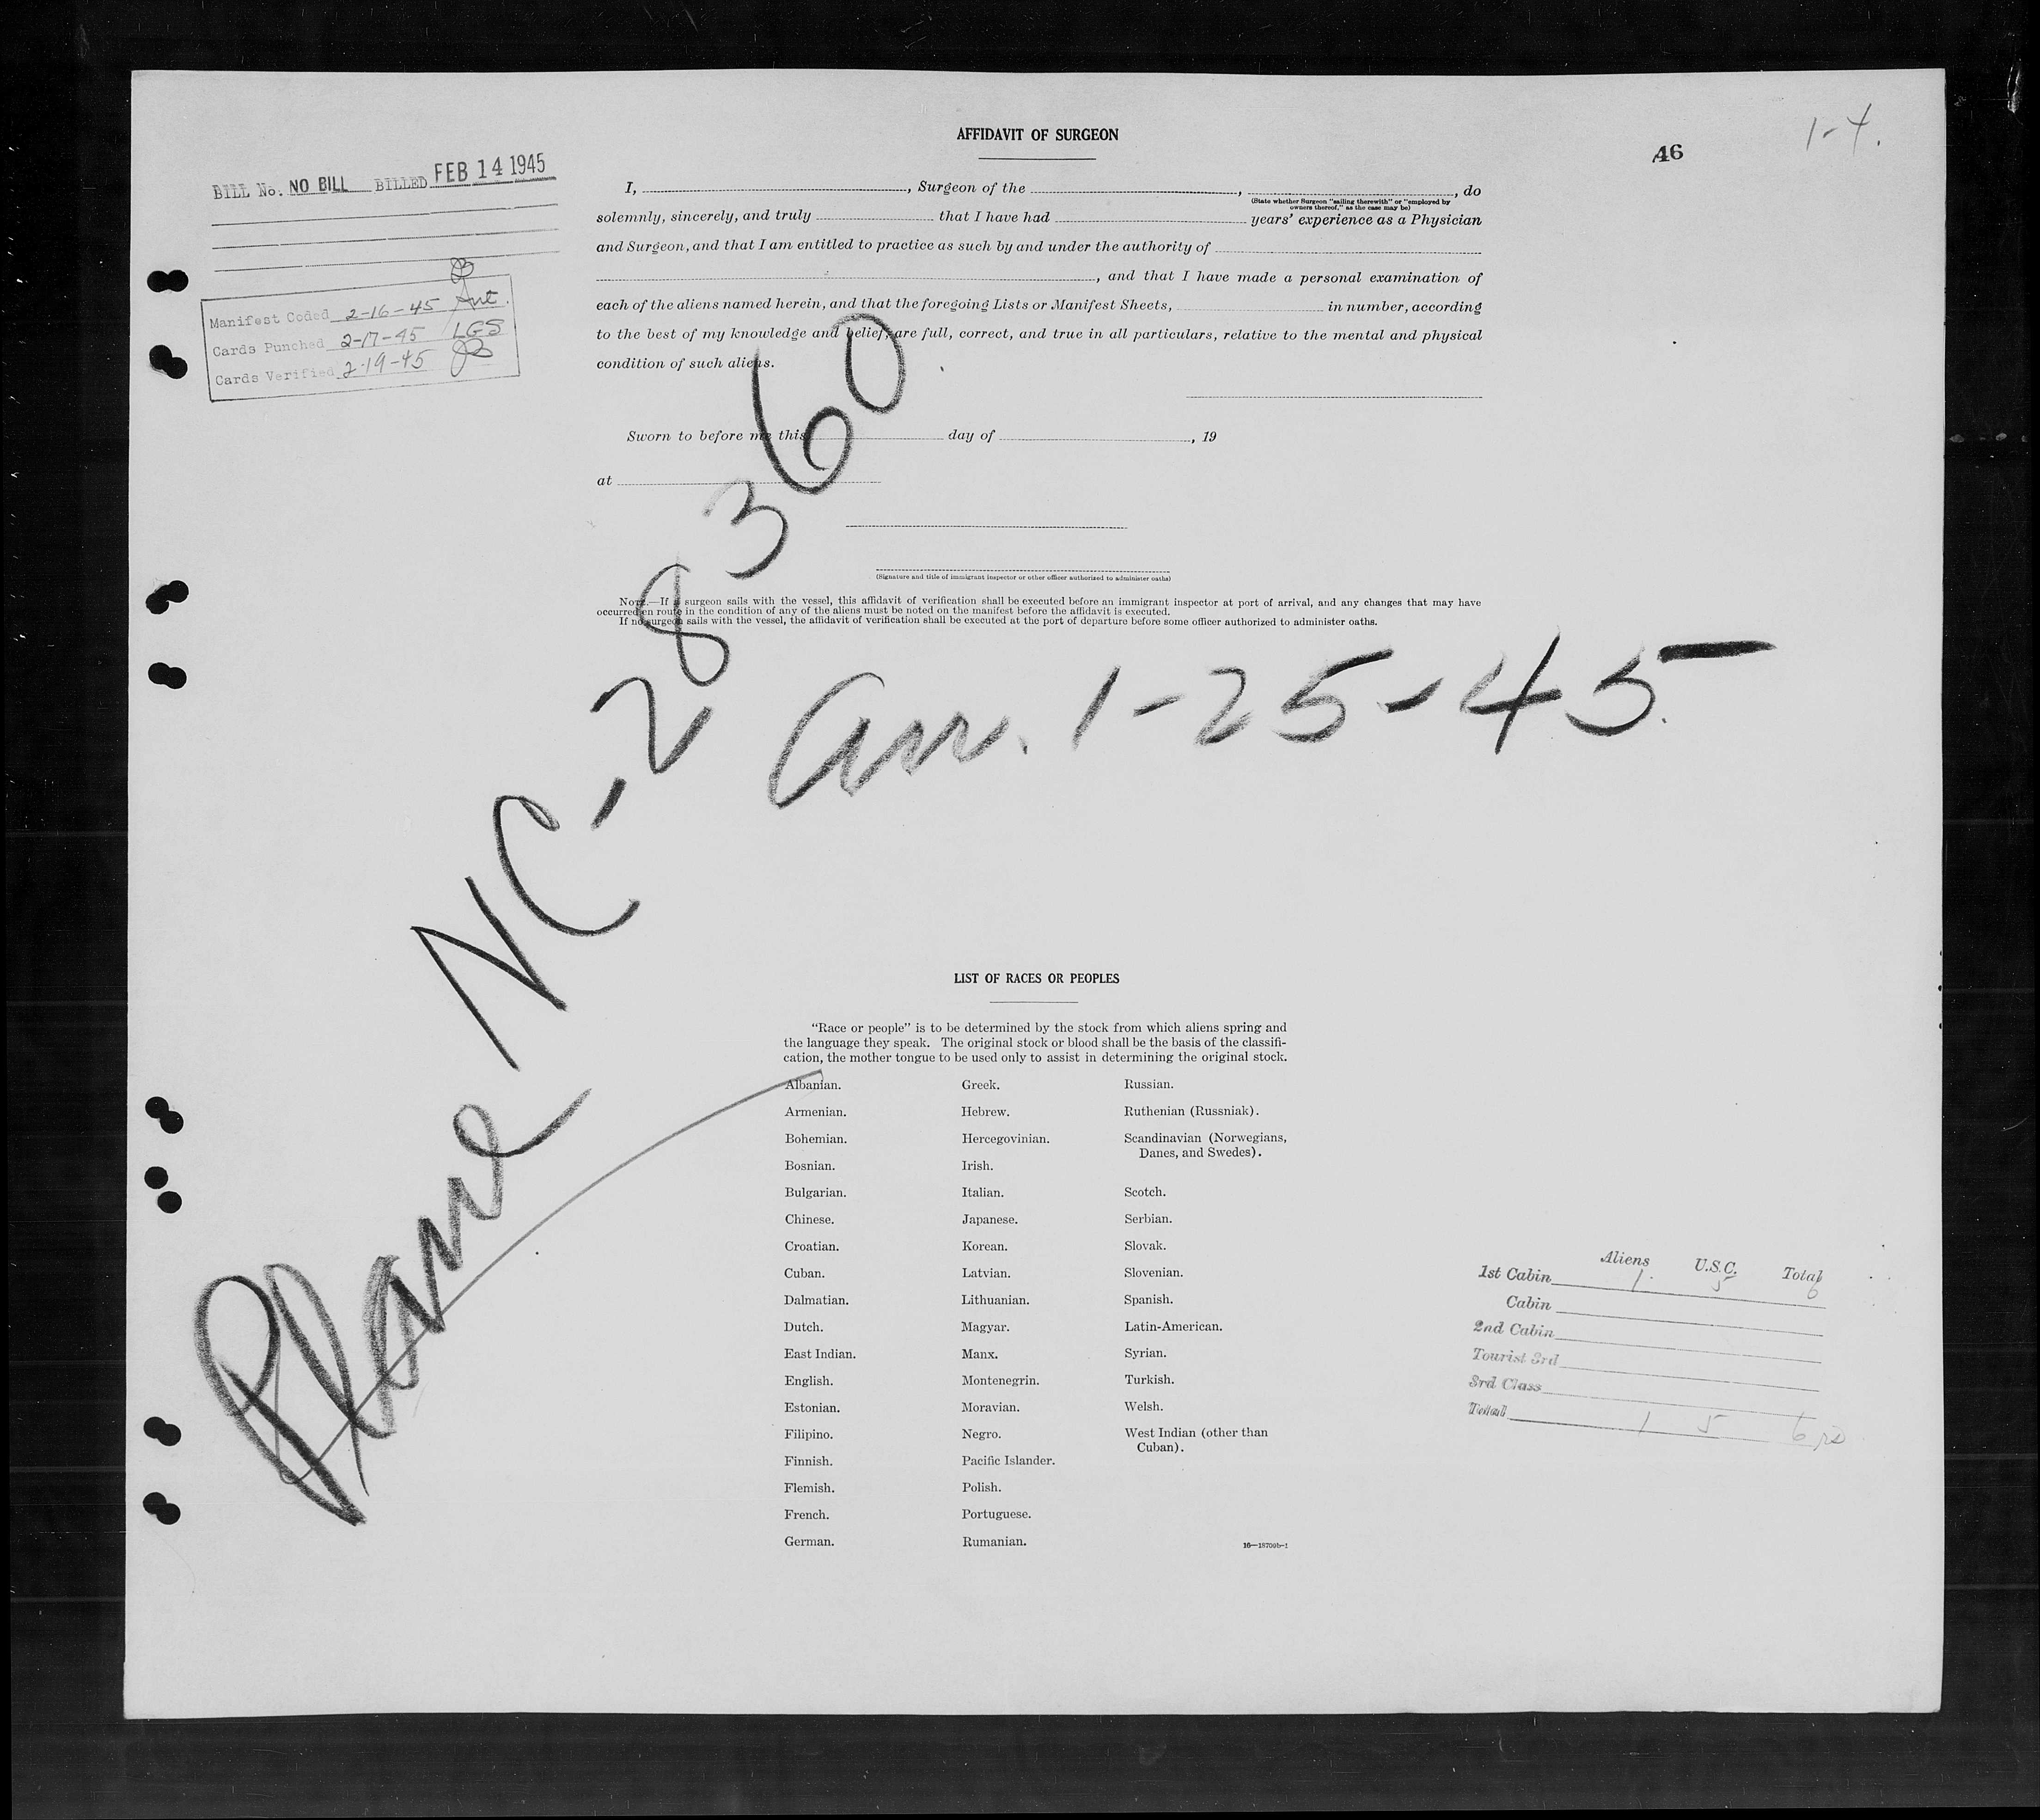 AFFIDAVIT OF SURGEON
1-4.
46
BILL No. NO BILL BILLED FEB 14 1945
Manifest Coded 2-16-45 Ant.
Cards Punched 2-17-45 LGS
Cards Verified 2-19-45
I, , Surgeon of the , , do
(State whether Surgeon "sailing therewith" or "employed by
owners thereof," as the case may be)
solemnly, sincerely, and truly that I have had years' experience as a Physician
and Surgeon, and that I am entitled to practice as such by and under the authority of
, and that I have made a personal examination of
each of the aliens named herein, and that the foregoing Lists or Manifest Sheets, in number, according
to the best of my knowledge and belief, are full, correct, and true in all particulars, relative to the mental and physical
condition of such aliens.
Sworn to before me this day of , 19
at
(Signature and title of immigrant inspector or other officer authorized to administer oaths)
NOTE.—If a surgeon sails with the vessel, this affidavit of verification shall be executed before an immigrant inspector at port of arrival, and any changes that may have
occurred en route in the condition of any of the aliens must be noted on the manifest before the affidavit is executed.
If no surgeon sails with the vessel, the affidavit of verification shall be executed at the port of departure before some officer authorized to administer oaths.
Plane NC-28360
arr. 1-25-45
LIST OF RACES OR PEOPLES
"Race or people" is to be determined by the stock from which aliens spring and
the language they speak. The original stock or blood shall be the basis of the classifi-
cation, the mother tongue to be used only to assist in determining the original stock.
Albanian.
Armenian.
Bohemian.
Bosnian.
Bulgarian.
Chinese.
Croatian.
Cuban.
Dalmatian.
Dutch.
East Indian.
English.
Estonian.
Filipino.
Finnish.
Flemish.
French.
German.
Greek.
Hebrew.
Hercegovinian.
Irish.
Italian.
Japanese.
Korean.
Latvian.
Lithuanian.
Magyar.
Manx.
Montenegrin.
Moravian.
Negro.
Pacific Islander.
Polish.
Portuguese.
Rumanian.
Russian.
Ruthenian (Russniak).
Scandinavian (Norwegians,
Danes, and Swedes).
Scotch.
Serbian.
Slovak.
Slovenian.
Spanish.
Latin-American.
Syrian.
Turkish.
Welsh.
West Indian (other than
Cuban).
16—18709b-1
Aliens U.S.C. Total
1st Cabin 1 5 6
Cabin
2nd Cabin
Tourist 3rd
3rd Class
Total 1 5 6